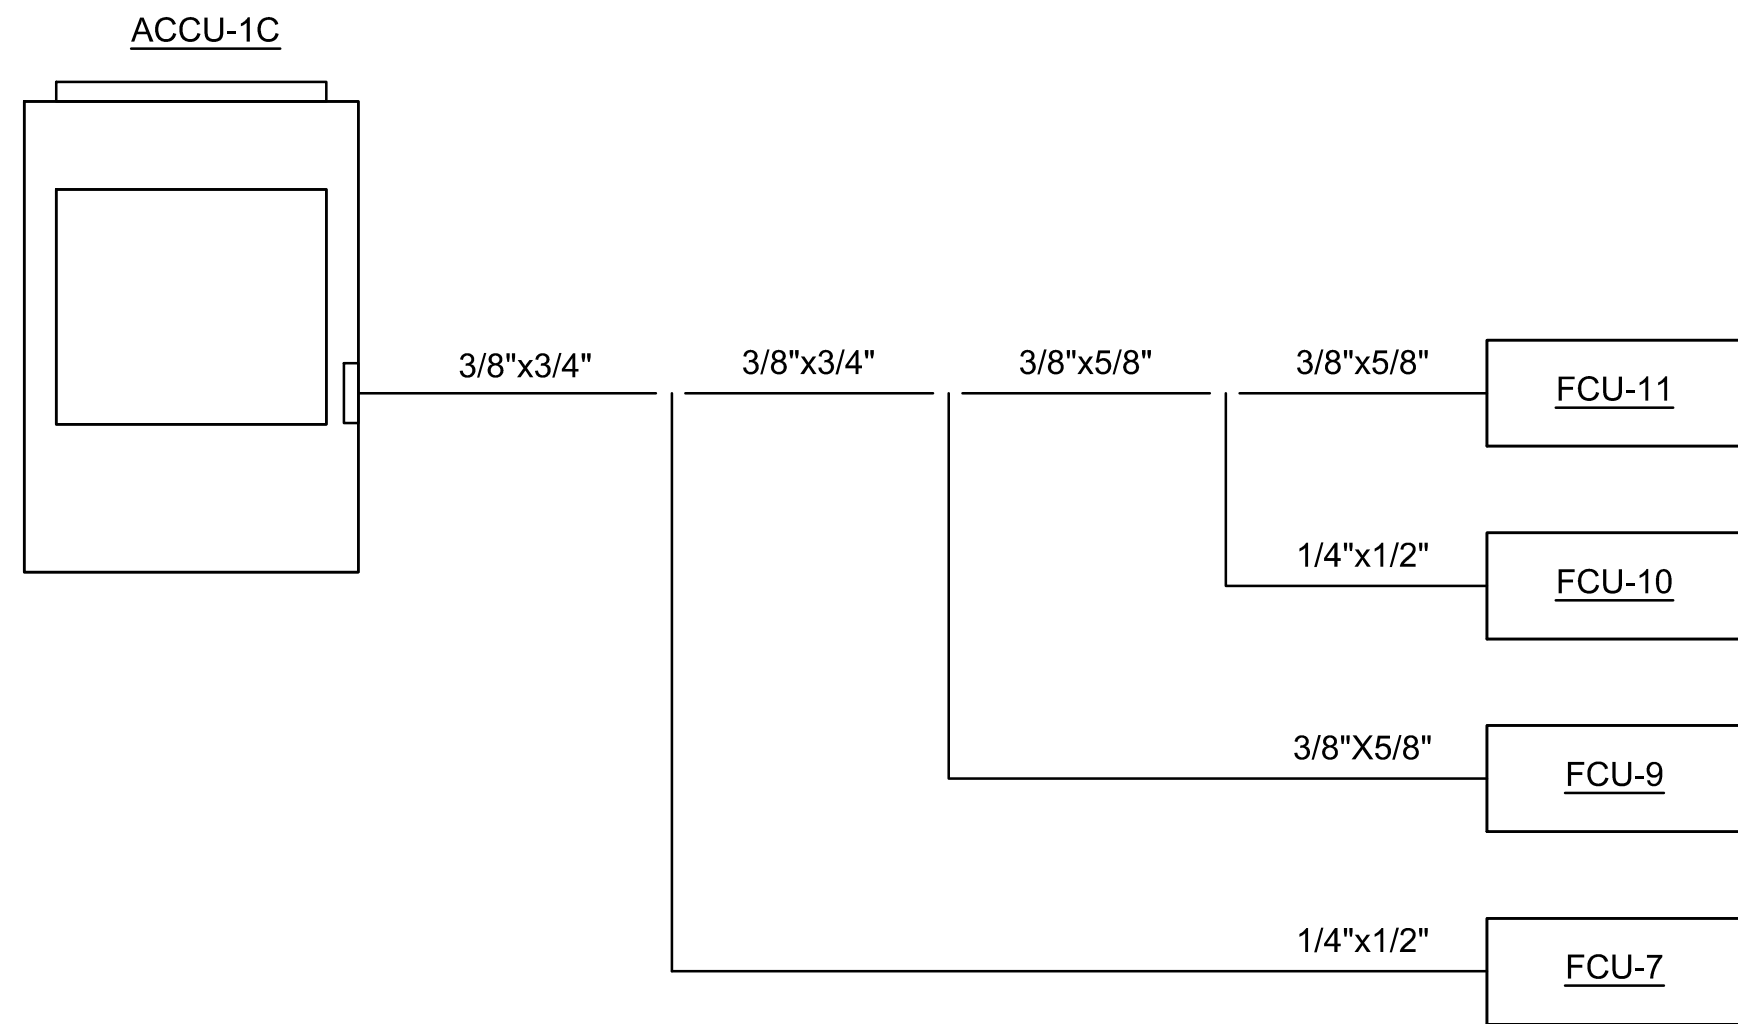 ACCU-1C
3/8"x3/4"
3/8"x3/4"
3/8"x5/8"
3/8"x5/8"
FCU-11
1/4"x1/2"
FCU-10
3/8"X5/8"
FCU-9
1/4"x1/2"
FCU-7